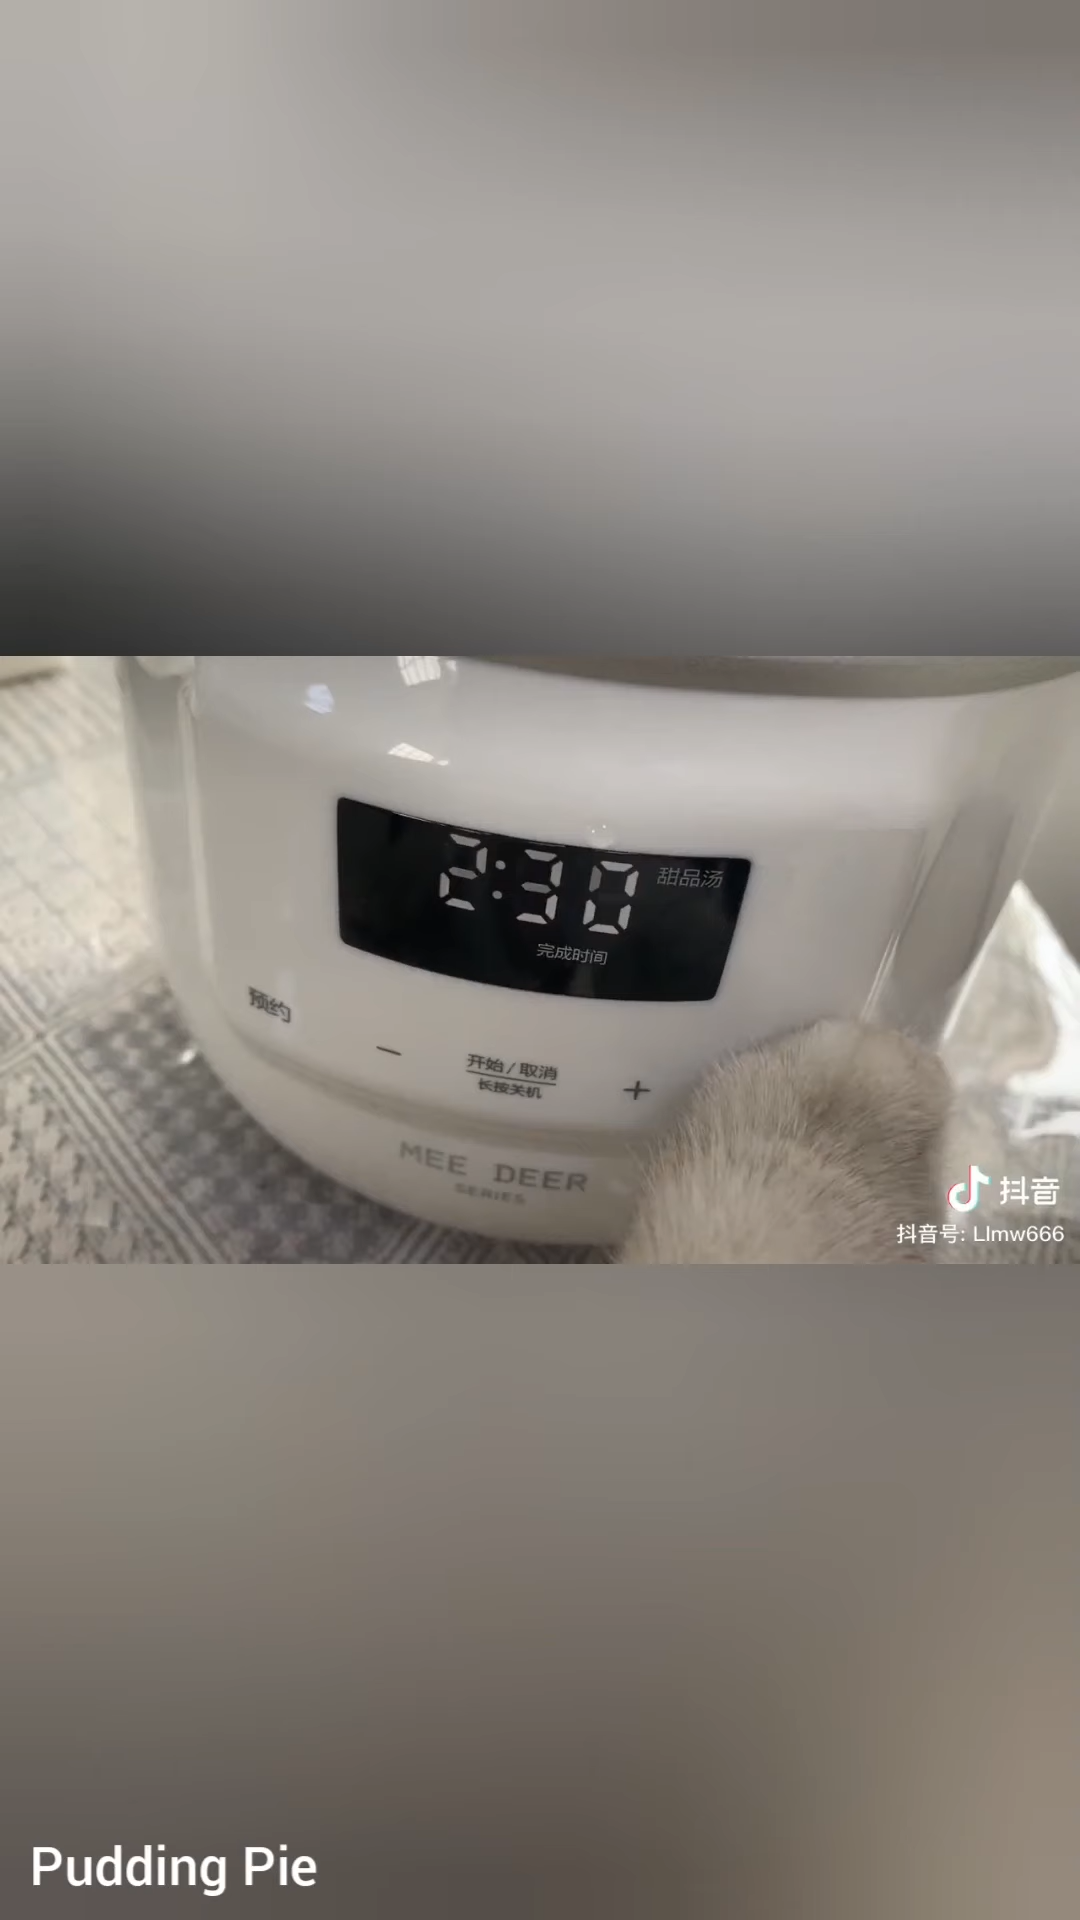 2:30
甜品汤
完成时间
预约
－
开始/取消
长按关机
＋
MEE DEER
SERIES
抖音
抖音号: Llmw666
Pudding Pie